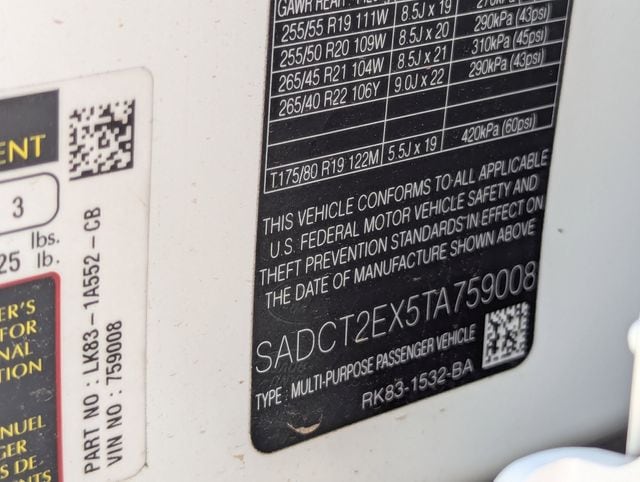 GAWR REAR:
255/55 R19 111W 8.5J x 19
255/50 R20 109W 8.5J x 20 290kPa (43psi)
265/45 R21 104W 8.5J x 21 310kPa (45psi)
265/40 R22 106Y 9.0J x 22 290kPa (43psi)
T175/80 R19 122M 5.5J x 19 420kPa (60psi)
THIS VEHICLE CONFORMS TO ALL APPLICABLE
U.S. FEDERAL MOTOR VEHICLE SAFETY AND
THEFT PREVENTION STANDARDS IN EFFECT ON
THE DATE OF MANUFACTURE SHOWN ABOVE
SADCT2EX5TA759008
TYPE : MULTI-PURPOSE PASSENGER VEHICLE
RK83-1532-BA
ENT
3
lbs.
25 lb.
PART NO : LK83-1A552-CB
VIN NO : 759008
ER'S
FOR
NAL
TION
NUEL
GER
S DE